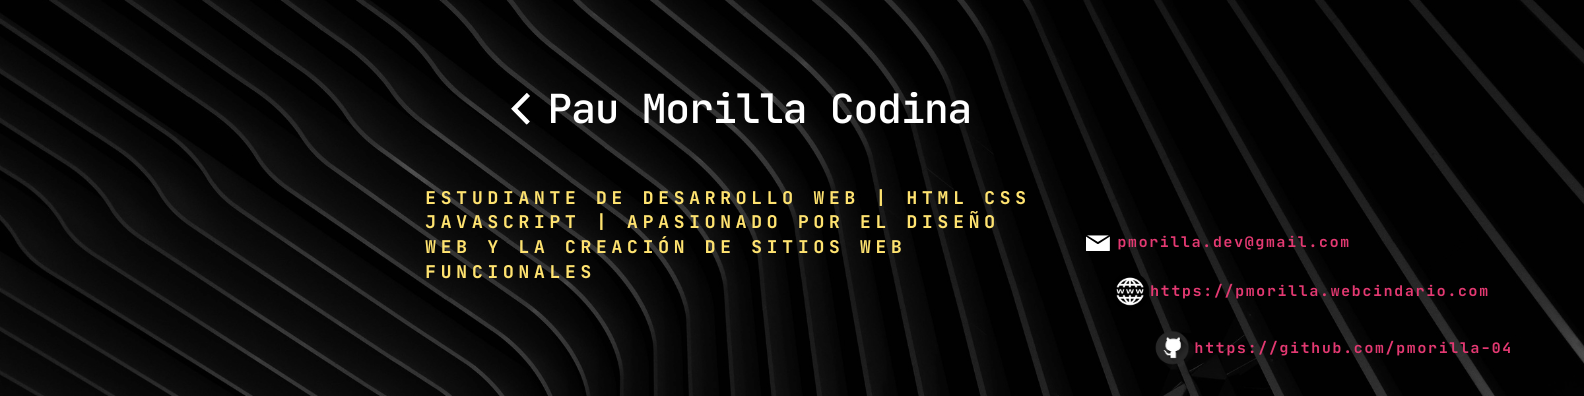 < Pau Morilla Codina
ESTUDIANTE DE DESARROLLO WEB | HTML CSS
JAVASCRIPT | APASIONADO POR EL DISEÑO
WEB Y LA CREACIÓN DE SITIOS WEB
FUNCIONALES
pmorilla.dev@gmail.com
www https://pmorilla.webcindario.com
https://github.com/pmorilla-04